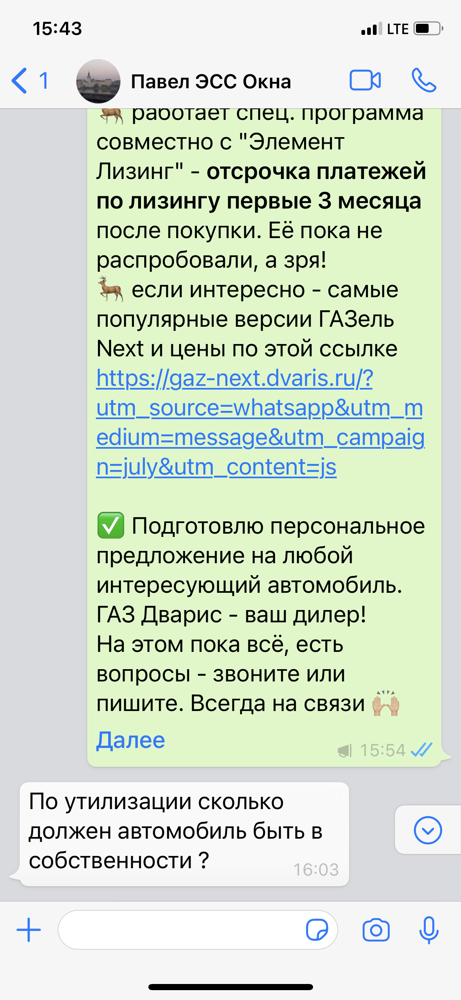 15:43
LTE
1
Павел ЭСС Окна
🦌 работает спец. программа
совместно с "Элемент
Лизинг" - отсрочка платежей
по лизингу первые 3 месяца
после покупки. Её пока не
распробовали, а зря!
🦌 если интересно - самые
популярные версии ГАЗель
Next и цены по этой ссылке
https://gaz-next.dvaris.ru/?
utm_source=whatsapp&utm_m
edium=message&utm_campaig
n=july&utm_content=js
✅ Подготовлю персональное
предложение на любой
интересующий автомобиль.
ГАЗ Дварис - ваш дилер!
На этом пока всё, есть
вопросы - звоните или
пишите. Всегда на связи 🙌🏼
Далее
15:54
По утилизации сколько
должен автомобиль быть в
собственности ?
16:03